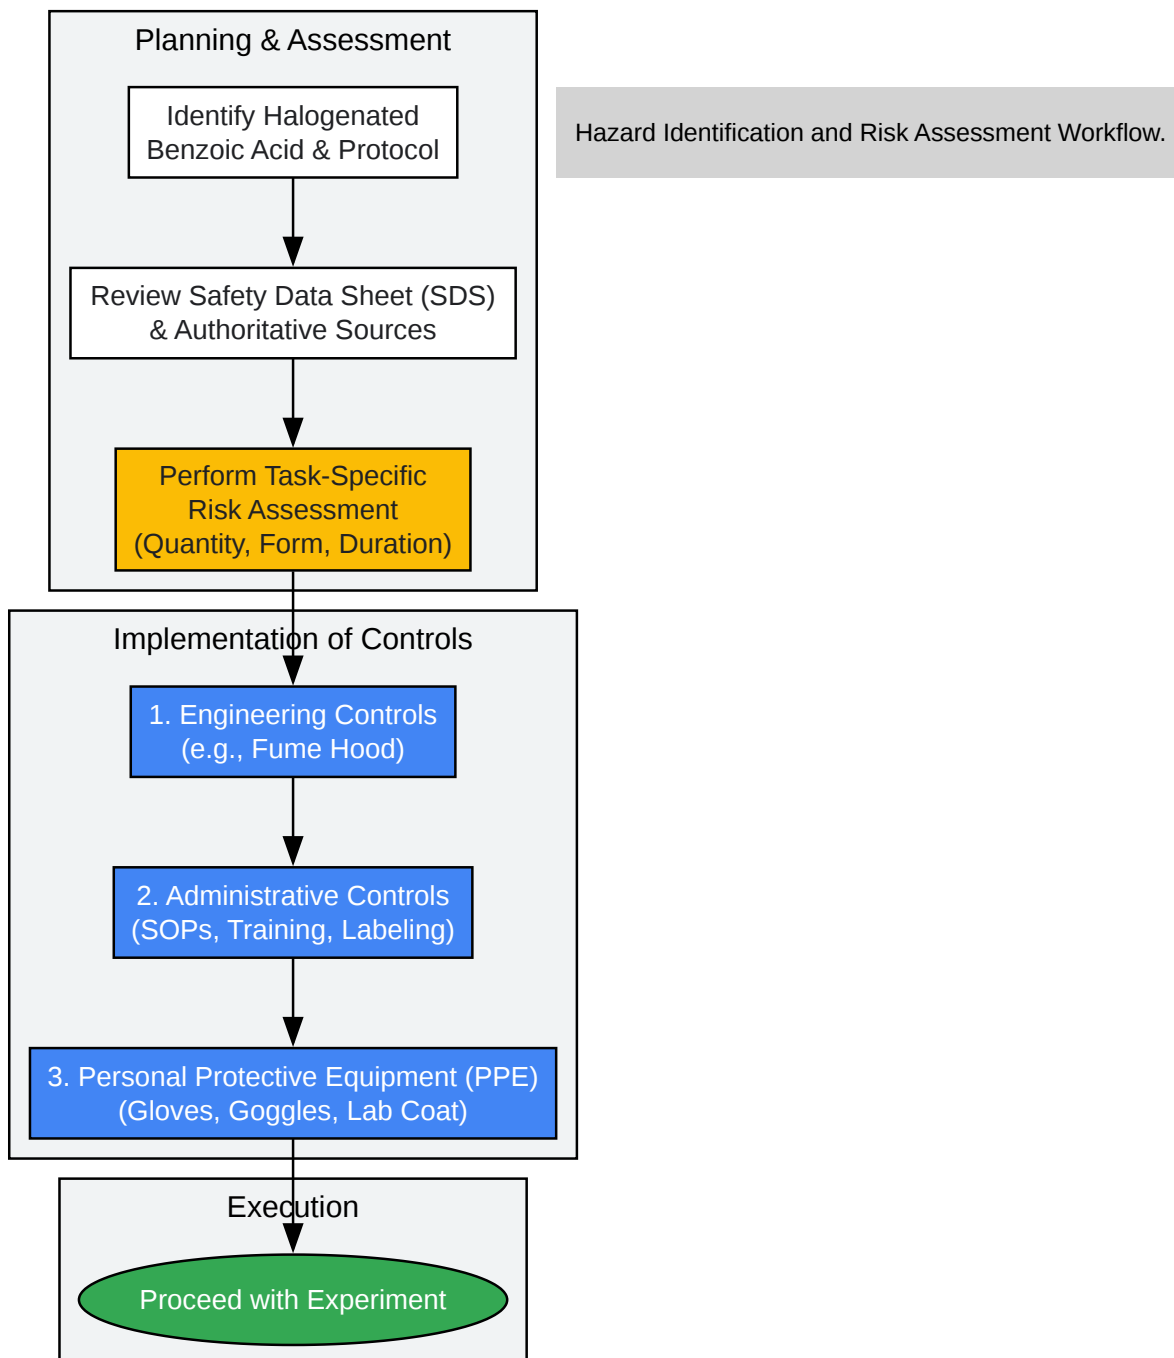 Planning & Assessment
Identify Halogenated
Benzoic Acid & Protocol
Hazard Identification and Risk Assessment Workflow.
Review Safety Data Sheet (SDS)
& Authoritative Sources
Perform Task-Specific
Risk Assessment
(Quantity, Form, Duration)
Implementation of Controls
1. Engineering Controls
(e.g., Fume Hood)
2. Administrative Controls
(SOPs, Training, Labeling)
3. Personal Protective Equipment (PPE)
(Gloves, Goggles, Lab Coat)
Execution
Proceed with Experiment